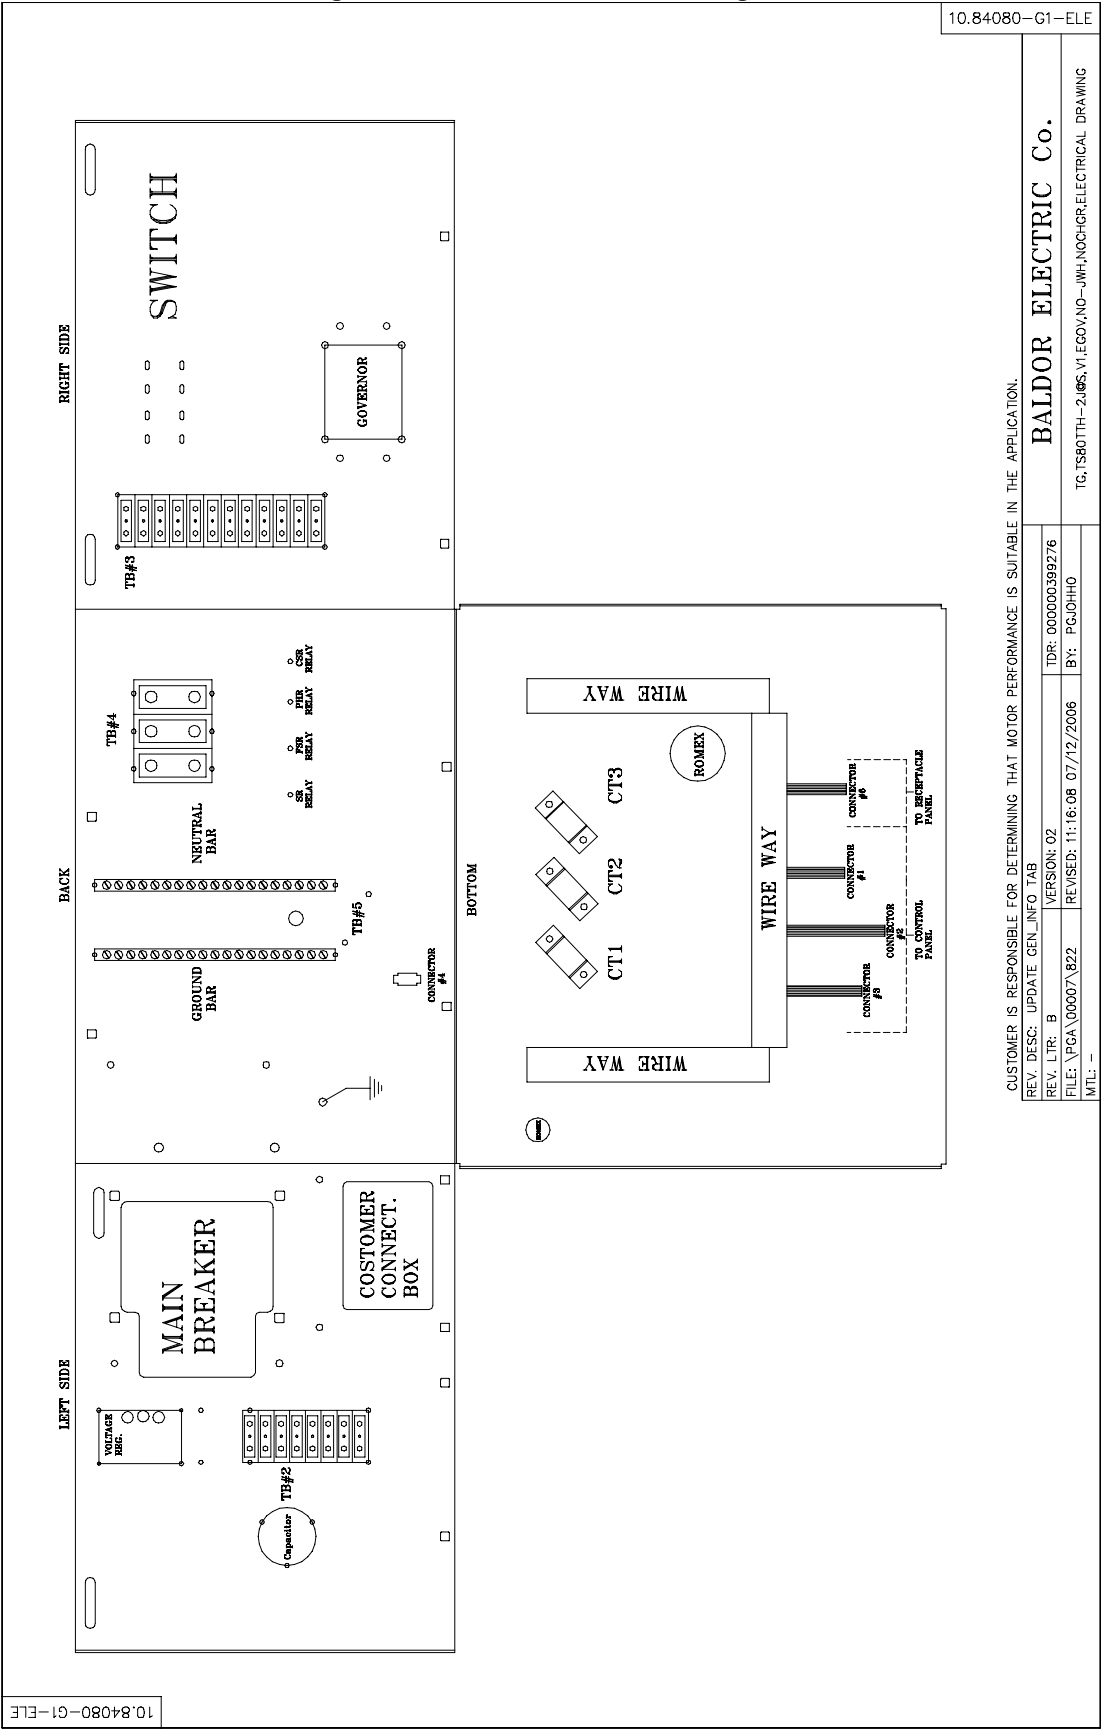 10.84080-G1-ELE
RIGHT SIDE
SWITCH
GOVERNOR
TB#3
BACK
TB#4
CSR
RELAY
PHR
RELAY
FSR
RELAY
SR
RELAY
NEUTRAL
BAR
TB#5
GROUND
BAR
CONNECTOR
#4
LEFT SIDE
MAIN
BREAKER
COSTOMER
CONNECT.
BOX
VOLTAGE
REG.
TB#2
Capacitor
BOTTOM
WIRE WAY
ROMEX
CT3
CT2
CT1
WIRE WAY
WIRE WAY
ROMEX
CONNECTOR
#6
CONNECTOR
#1
CONNECTOR
#2
CONNECTOR
#3
TO RECEPTACLE
PANEL
TO CONTROL
PANEL
CUSTOMER IS RESPONSIBLE FOR DETERMINING THAT MOTOR PERFORMANCE IS SUITABLE IN THE APPLICATION.
REV. DESC: UPDATE GEN_INFO TAB
REV. LTR: B
VERSION: 02
TDR: 000000399276
FILE: \PGA\00007\822
REVISED: 11:16:08 07/12/2006
BY: PGJOHHO
MTL: -
BALDOR ELECTRIC Co.
TG,TS80TTH-2J@S,V1,EGOV,NO-JWH,NOCHGR,ELECTRICAL DRAWING
10.84080-G1-ELE